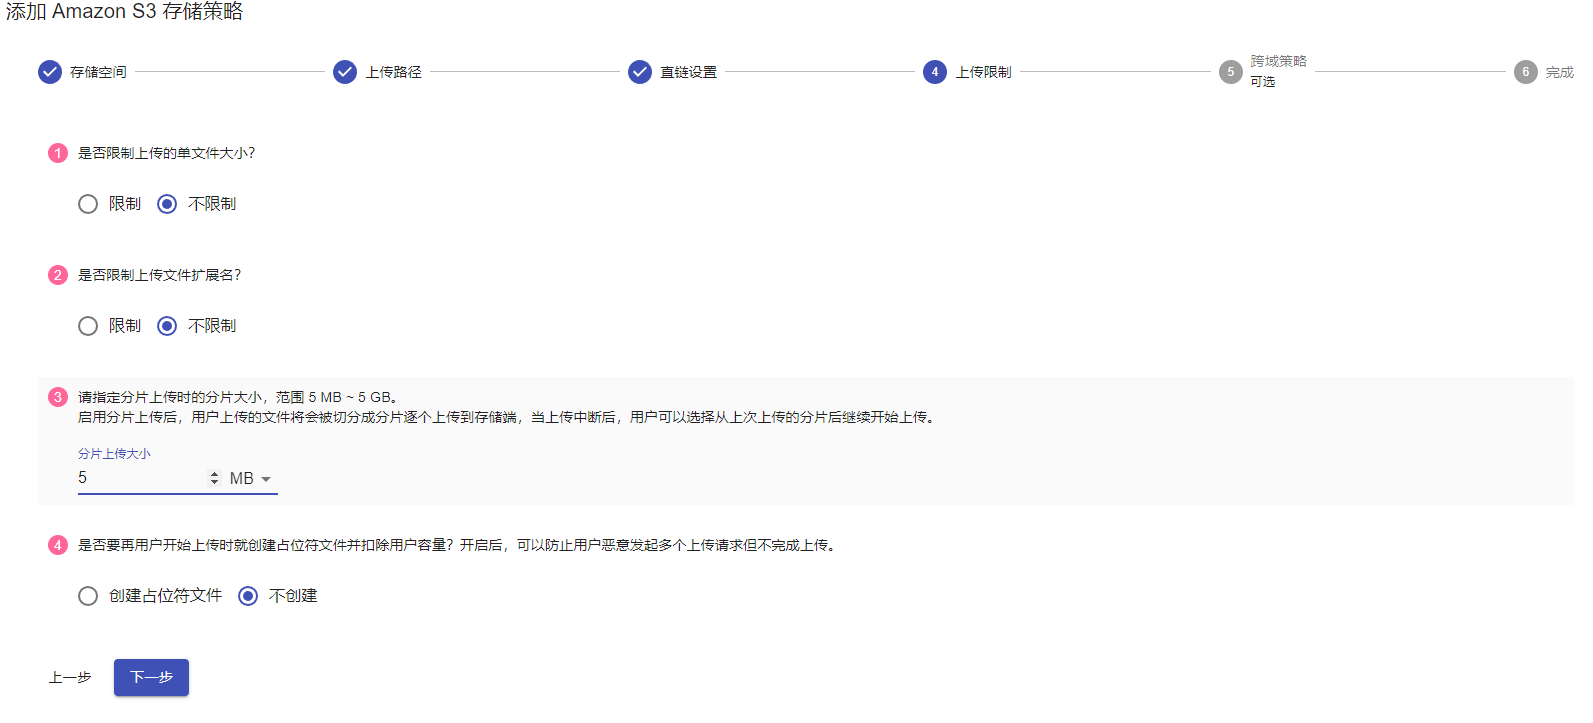 添加 Amazon S3 存储策略
存储空间
上传路径
直链设置
4 上传限制
5 跨域策略
可选
6 完成
1 是否限制上传的单文件大小?
限制 不限制
2 是否限制上传文件扩展名?
限制 不限制
3 请指定分片上传时的分片大小，范围 5 MB ~ 5 GB。
启用分片上传后，用户上传的文件将会被切分成分片逐个上传到存储端，当上传中断后，用户可以选择从上次上传的分片后继续开始上传。
分片上传大小
5 MB
4 是否要再用户开始上传时就创建占位符文件并扣除用户容量？开启后，可以防止用户恶意发起多个上传请求但不完成上传。
创建占位符文件 不创建
上一步 下一步